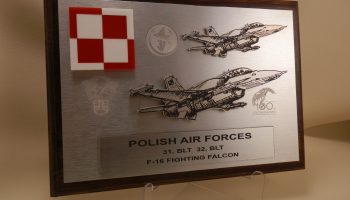 POLISH AIR FORCES
31. BLT 32. BLT
F-16 FIGHTING FALCON